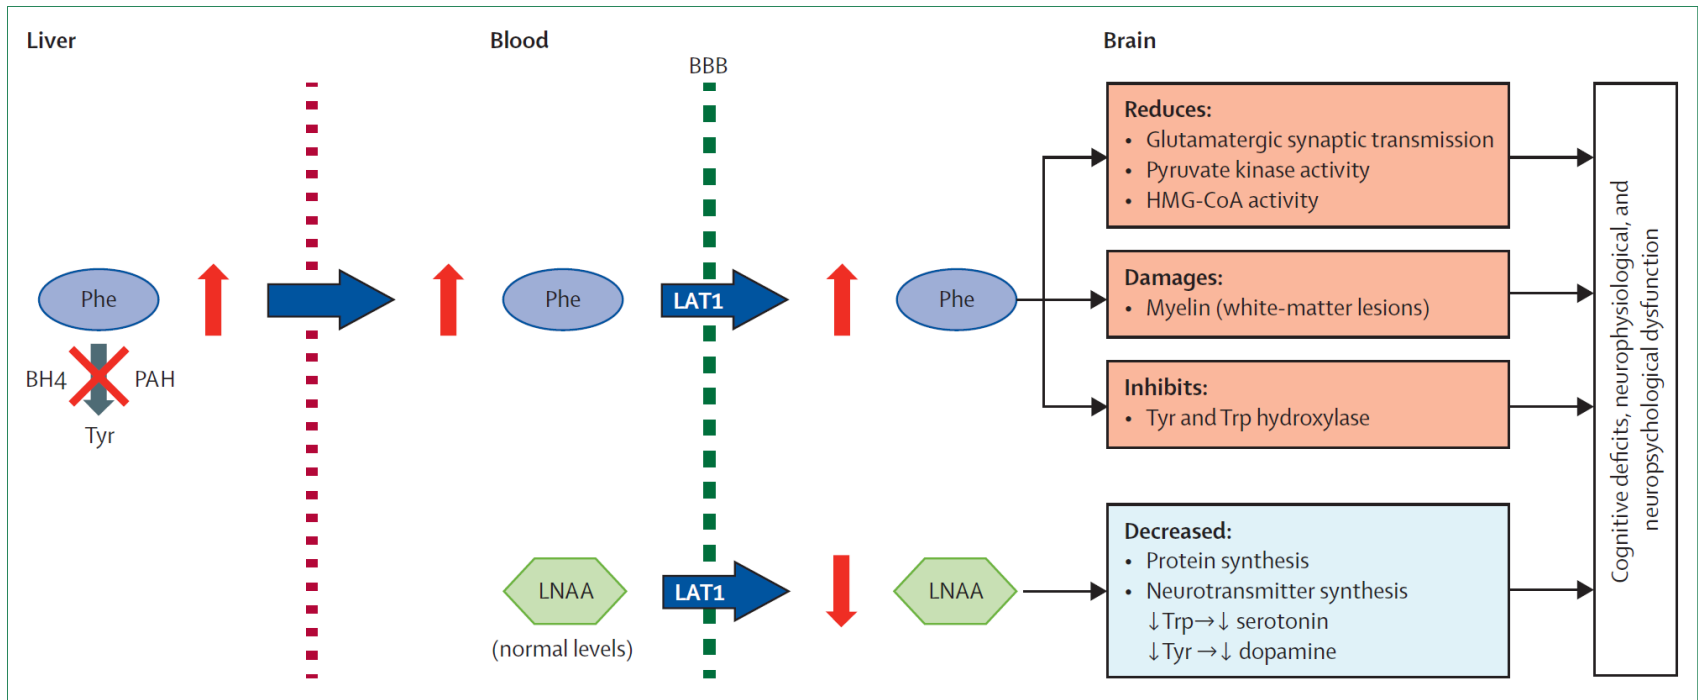 Liver
Blood
Brain
BBB
Phe
BH4
PAH
Tyr
Phe
LAT1
Phe
Reduces:
• Glutamatergic synaptic transmission
• Pyruvate kinase activity
• HMG-CoA activity
Damages:
• Myelin (white-matter lesions)
Inhibits:
• Tyr and Trp hydroxylase
LNAA
(normal levels)
LAT1
LNAA
Decreased:
• Protein synthesis
• Neurotransmitter synthesis
↓Trp→↓ serotonin
↓Tyr →↓ dopamine
Cognitive deficits, neurophysiological, and
neuropsychological dysfunction